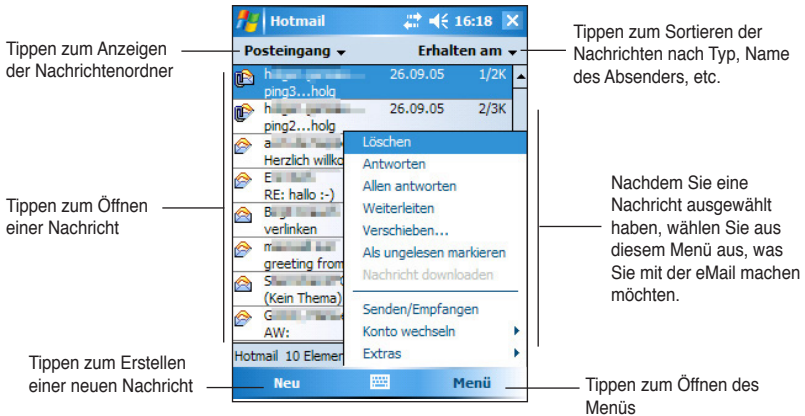 Hotmail 16:18
Tippen zum Anzeigen
der Nachrichtenordner
Posteingang
Erhalten am
Tippen zum Sortieren der
Nachrichten nach Typ, Name
des Absenders, etc.
26.09.05 1/2K
ping3...holg
26.09.05 2/3K
ping2...holg
Herzlich willko
RE: hallo :-)
verlinken
greeting from
(Kein Thema)
AW:
Tippen zum Öffnen
einer Nachricht
Löschen
Antworten
Allen antworten
Weiterleiten
Verschieben...
Als ungelesen markieren
Nachricht downloaden
Senden/Empfangen
Konto wechseln
Extras
Nachdem Sie eine
Nachricht ausgewählt
haben, wählen Sie aus
diesem Menü aus, was
Sie mit der eMail machen
möchten.
Hotmail 10 Elemen
Tippen zum Erstellen
einer neuen Nachricht
Neu
Menü
Tippen zum Öffnen des
Menüs